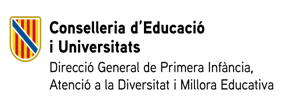 Conselleria d'Educació
i Universitats
Direcció General de Primera Infància,
Atenció a la Diversitat i Millora Educativa